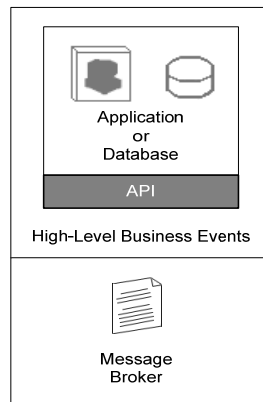 Application
or
Database
API
High-Level Business Events
Message
Broker